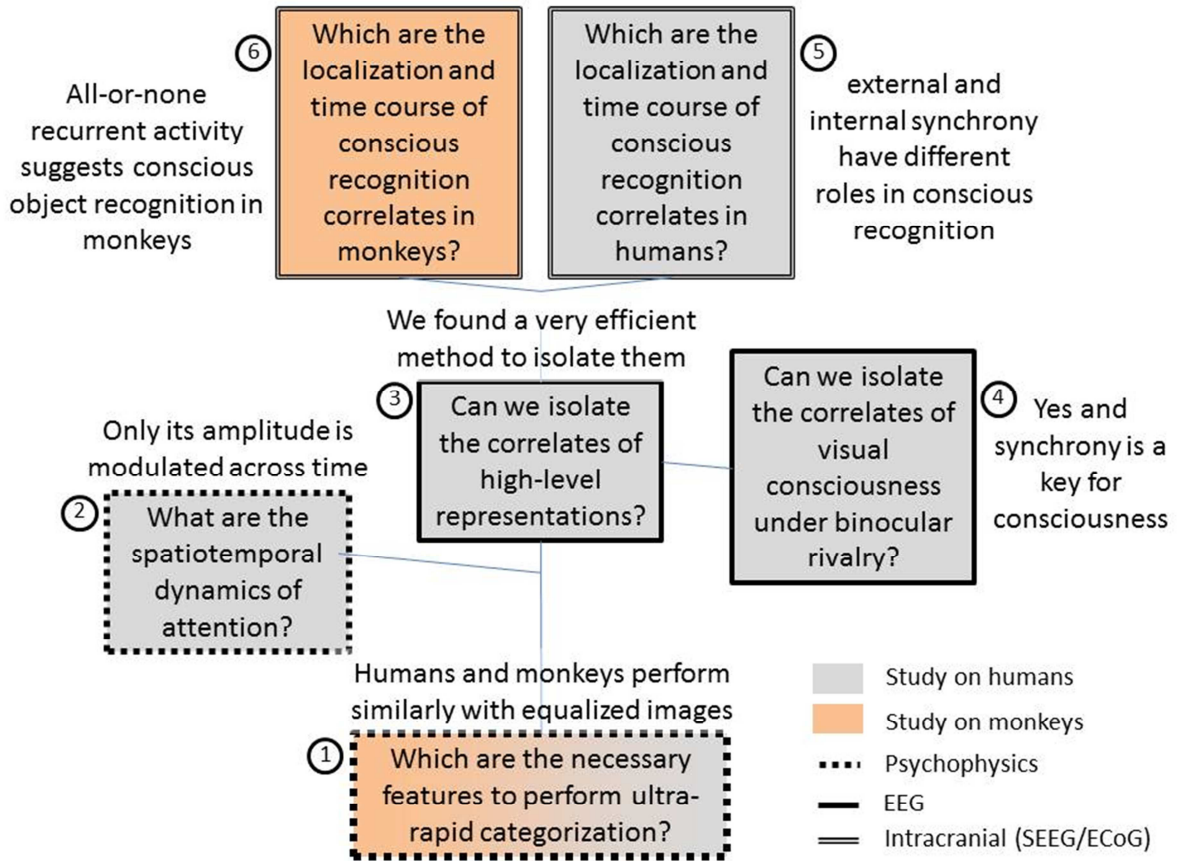 6
Which are the
localization and
time course of
conscious
recognition
correlates in
monkeys?
All-or-none
recurrent activity
suggests conscious
object recognition in
monkeys
Which are the
localization and
time course of
conscious
recognition
correlates in
humans?
5
external and
internal synchrony
have different
roles in conscious
recognition
We found a very efficient
method to isolate them
3
Can we isolate
the correlates of
high-level
representations?
Can we isolate
the correlates of
visual
consciousness
under binocular
rivalry?
4
Yes and
synchrony is a
key for
consciousness
Only its amplitude is
modulated across time
2
What are the
spatiotemporal
dynamics of
attention?
Humans and monkeys perform
similarly with equalized images
1
Which are the necessary
features to perform ultra-
rapid categorization?
Study on humans
Study on monkeys
Psychophysics
EEG
Intracranial (SEEG/ECoG)